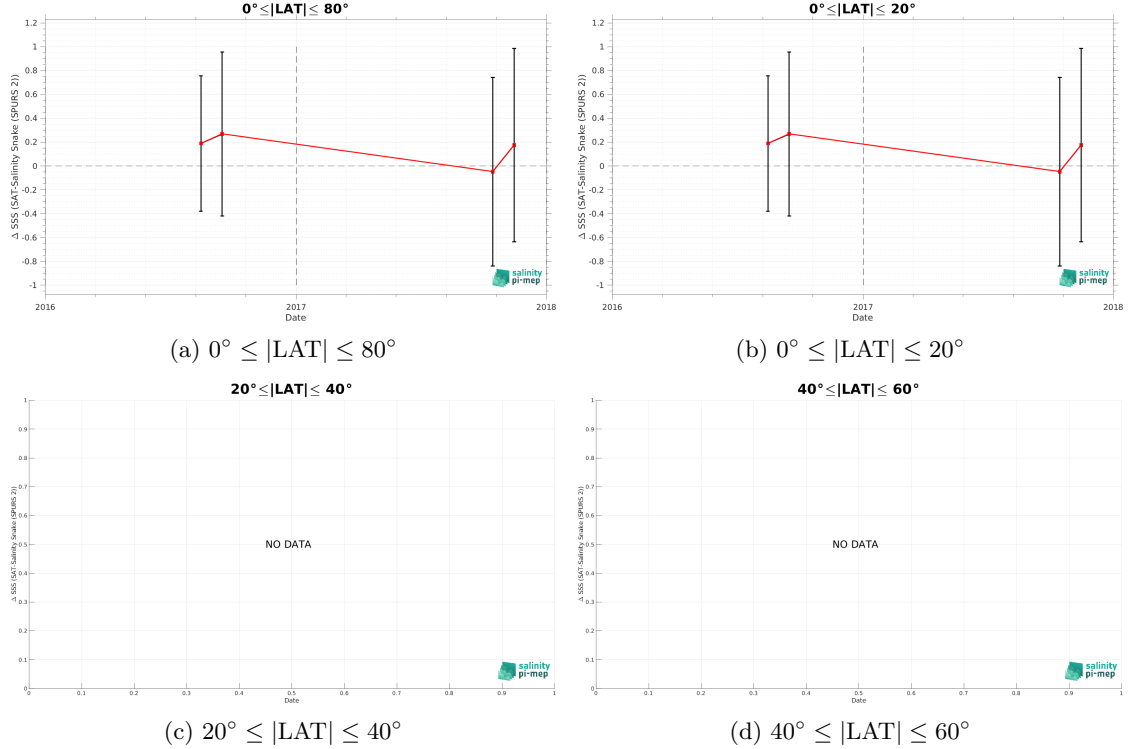 0°≤|LAT|≤ 80°
Δ SSS (SAT-Salinity Snake (SPURS 2))
1.2
1
0.8
0.6
0.4
0.2
0
-0.2
-0.4
-0.6
-0.8
-1
2016
2017
2018
Date
salinity
pi-mep
(a) 0° ≤ |LAT| ≤ 80°
0°≤|LAT|≤ 20°
Δ SSS (SAT-Salinity Snake (SPURS 2))
1.2
1
0.8
0.6
0.4
0.2
0
-0.2
-0.4
-0.6
-0.8
-1
2016
2017
2018
Date
salinity
pi-mep
(b) 0° ≤ |LAT| ≤ 20°
20°≤|LAT|≤ 40°
Δ SSS (SAT-Salinity Snake (SPURS 2))
1
0.9
0.8
0.7
0.6
0.5
0.4
0.3
0.2
0.1
0
NO DATA
0 0.1 0.2 0.3 0.4 0.5 0.6 0.7 0.8 0.9 1
Date
salinity
pi-mep
(c) 20° ≤ |LAT| ≤ 40°
40°≤|LAT|≤ 60°
Δ SSS (SAT-Salinity Snake (SPURS 2))
1
0.9
0.8
0.7
0.6
0.5
0.4
0.3
0.2
0.1
0
NO DATA
0 0.1 0.2 0.3 0.4 0.5 0.6 0.7 0.8 0.9 1
Date
salinity
pi-mep
(d) 40° ≤ |LAT| ≤ 60°